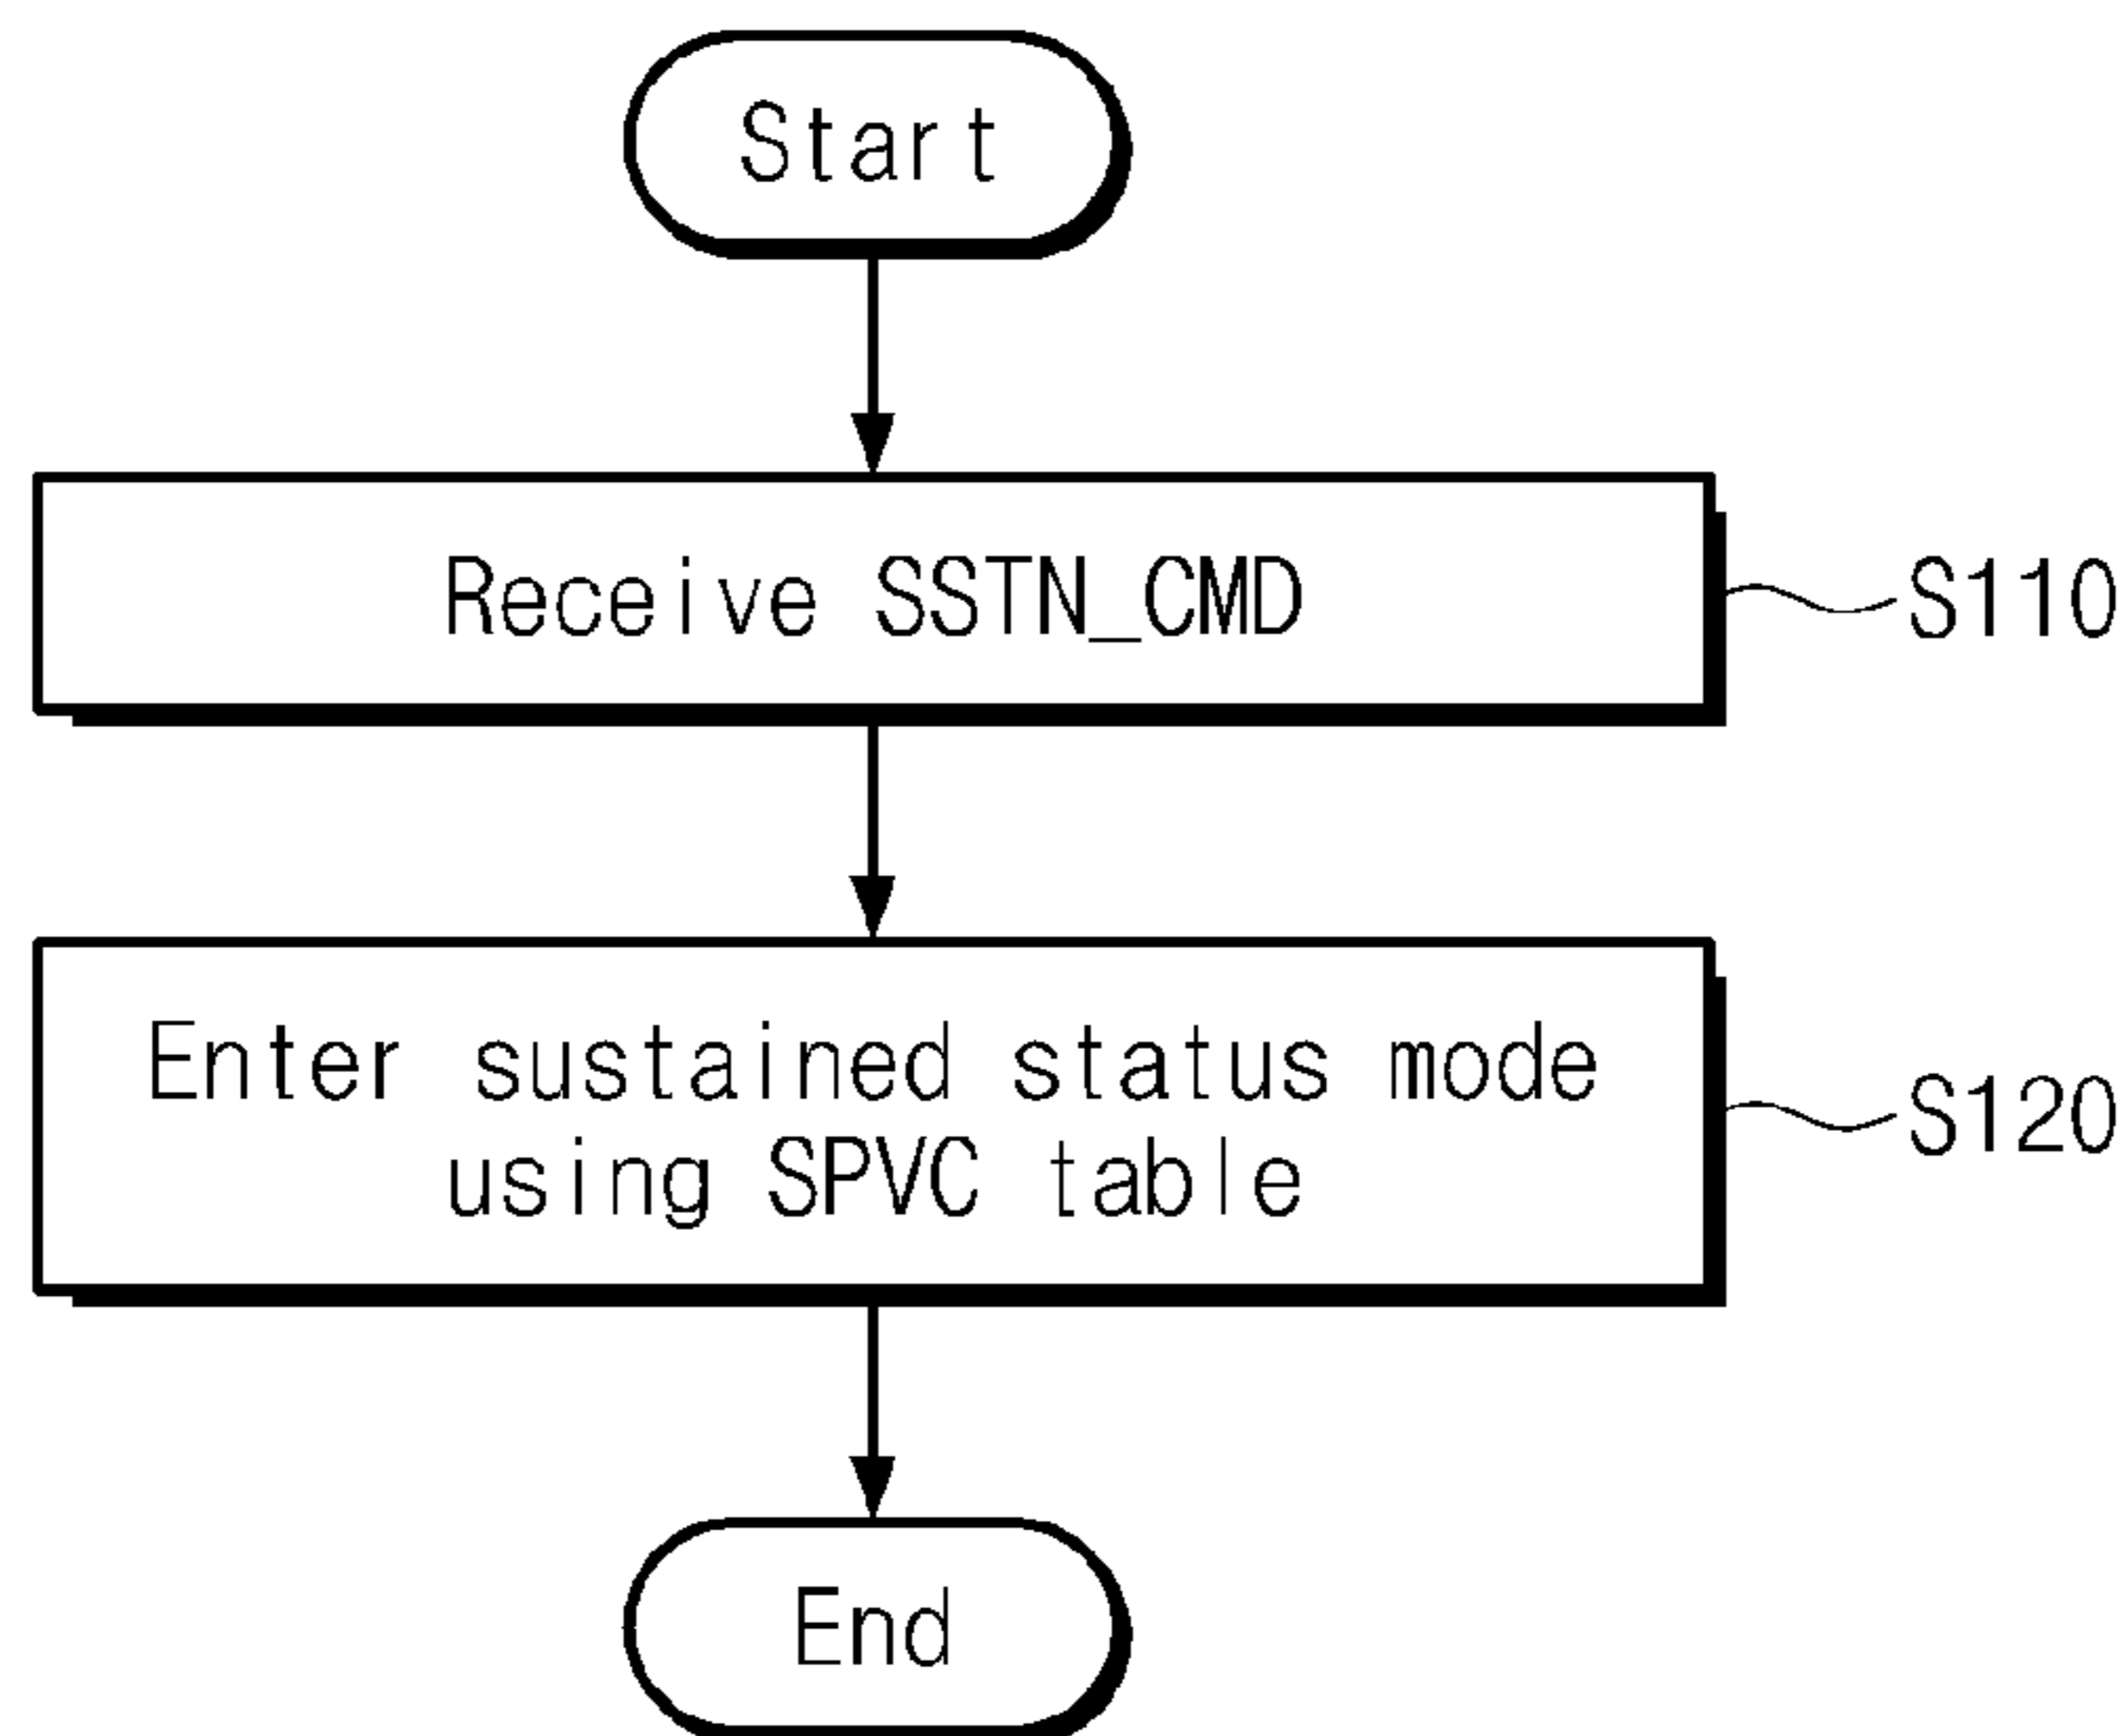 Start
Receive SSTN_CMD
S110
Enter sustained status mode
using SPVC table
S120
End